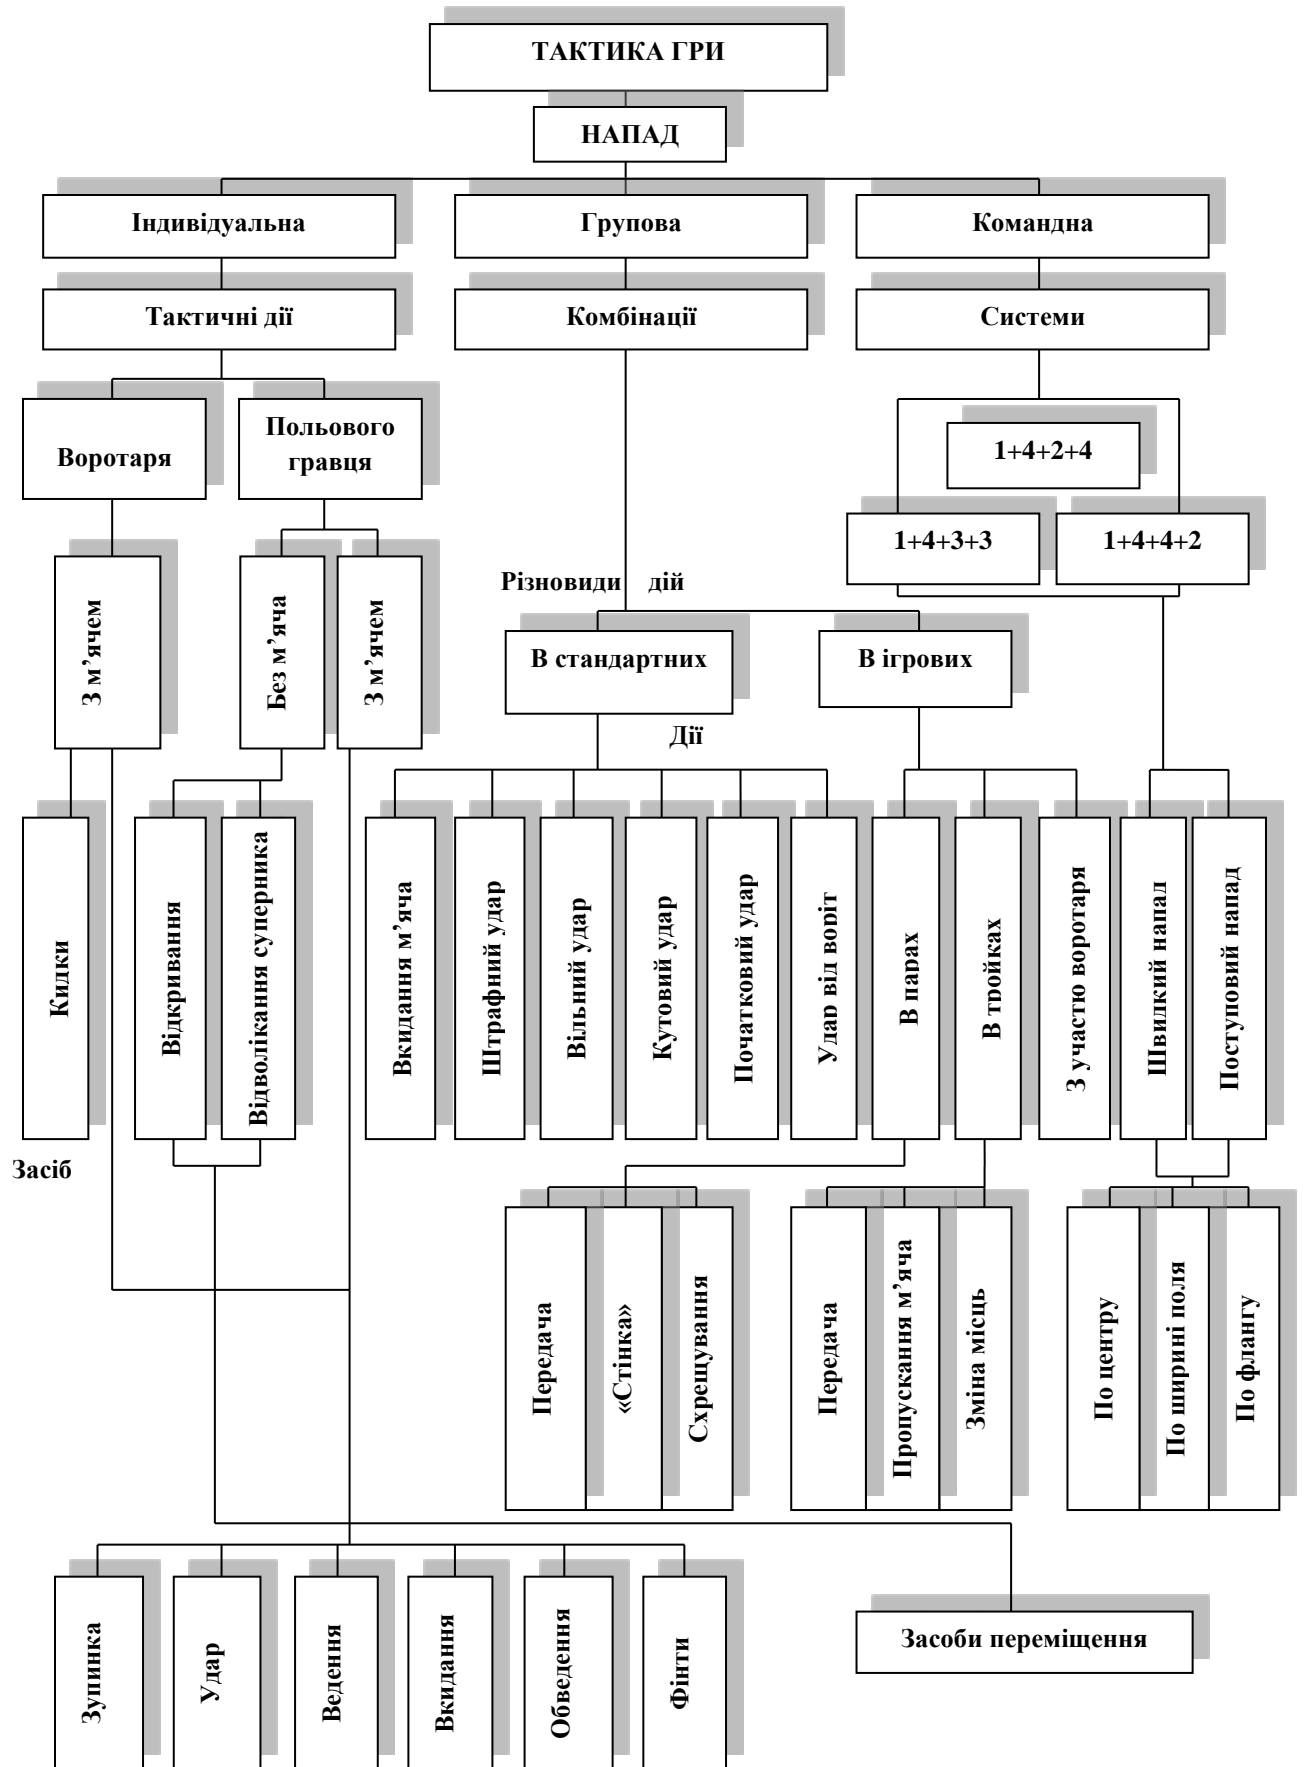 ТАКТИКА ГРИ
НАПАД
Індивідуальна
Групова
Командна
Тактичні дії
Комбінації
Системи
Воротаря
Польового
гравця
1+4+2+4
1+4+3+3
1+4+4+2
З м’ячем
Без м’яча
З м’ячем
Різновиди дій
В стандартних
В ігрових
Дії
Кидки
Відкривання
Відволікання суперника
Вкидання м’яча
Штрафний удар
Вільний удар
Кутовий удар
Початковий удар
Удар від воріт
В парах
В тройках
З участю воротаря
Швидкий напад
Поступовий напад
Засіб
Передача
«Стінка»
Схрещування
Передача
Пропускання м’яча
Зміна місць
По центру
По ширині поля
По флангу
Зупинка
Удар
Ведення
Вкидання
Обведення
Фінти
Засоби переміщення